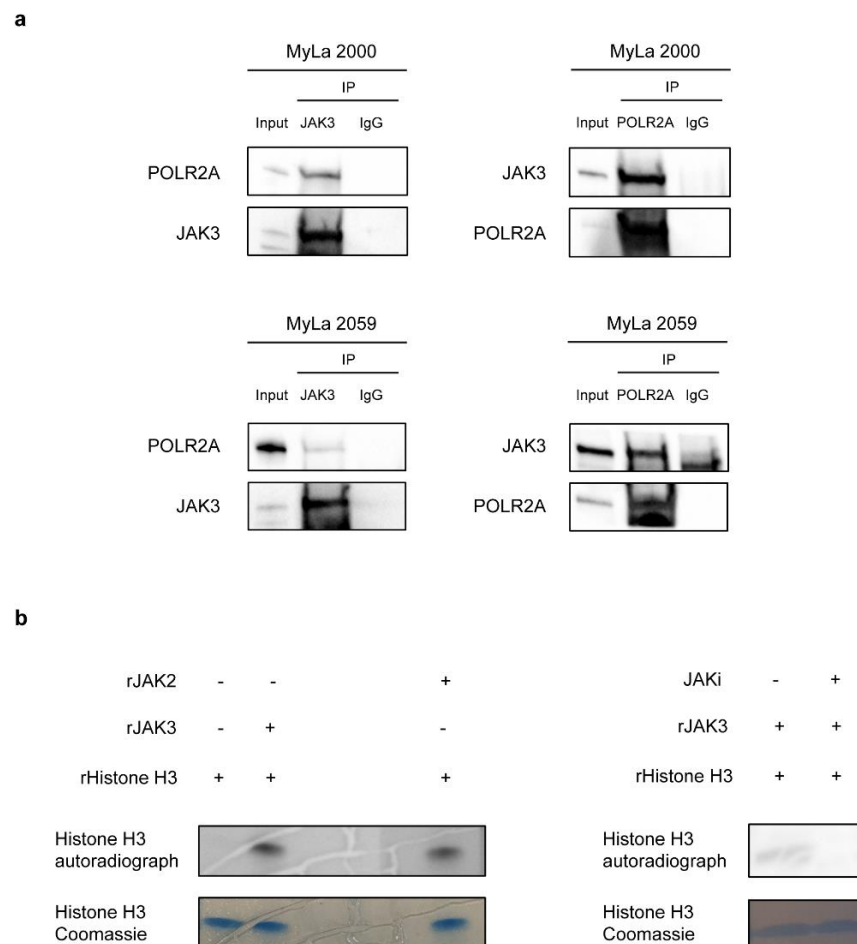 a
MyLa 2000
IP
Input JAK3 IgG
POLR2A
JAK3
MyLa 2000
IP
Input POLR2A IgG
JAK3
POLR2A
MyLa 2059
IP
Input JAK3 IgG
POLR2A
JAK3
MyLa 2059
IP
Input POLR2A IgG
JAK3
POLR2A
b
rJAK2 - - +
rJAK3 - + -
rHistone H3 + + +
Histone H3
autoradiograph
Histone H3
Coomassie
JAKi - +
rJAK3 + +
rHistone H3 + +
Histone H3
autoradiograph
Histone H3
Coomassie